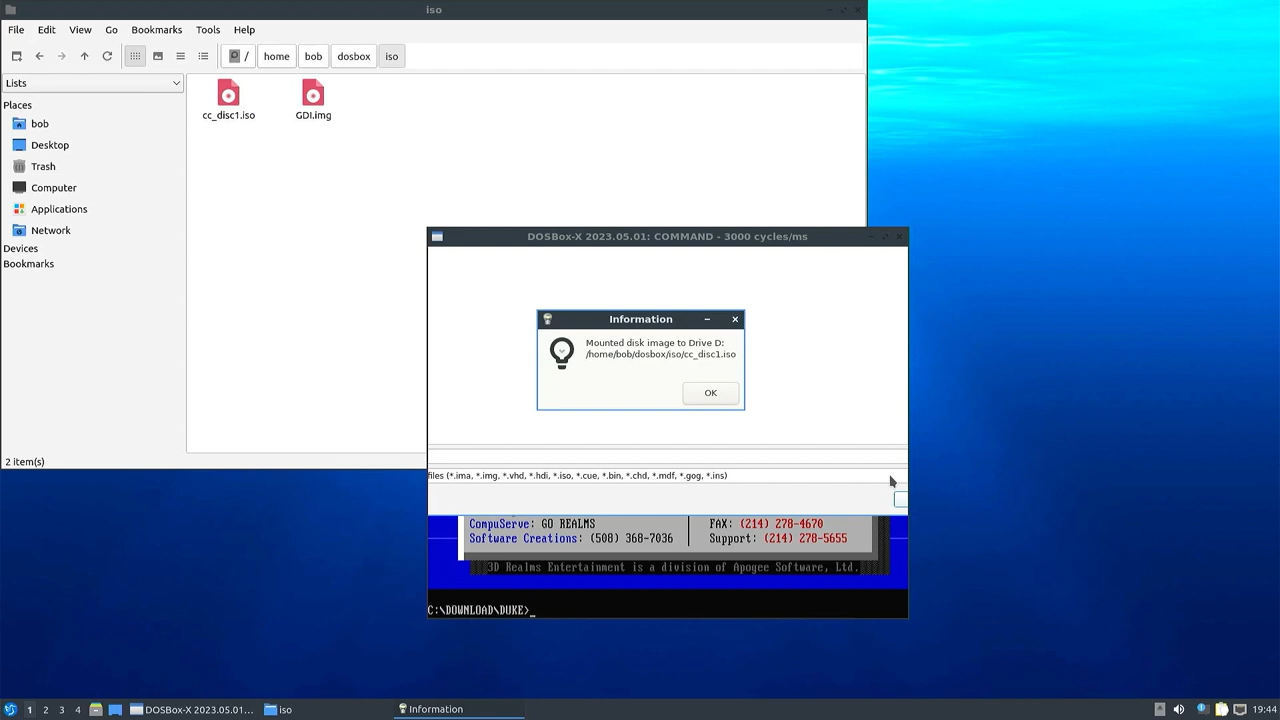 iso
File Edit View Go Bookmarks Tools Help
/ home bob dosbox iso
Lists
Places
bob
Desktop
Trash
Computer
Applications
Network
Devices
Bookmarks
cc_disc1.iso GDI.img
2 item(s)
DOSBox-X 2023.05.01: COMMAND - 3000 cycles/ms
Information
Mounted disk image to Drive D:
/home/bob/dosbox/iso/cc_disc1.iso
OK
files (*.ima, *.img, *.vhd, *.hdi, *.iso, *.cue, *.bin, *.chd, *.mdf, *.gog, *.ins)
CompuServe: GO REALMS FAX: (214) 278-4670
Software Creations: (508) 368-7036 Support: (214) 278-5655
3D Realms Entertainment is a division of Apogee Software, Ltd.
C:\DOWNLOAD\DUKE>_
1 2 3 4 DOSBox-X 2023.05.01:... iso Information 19:44